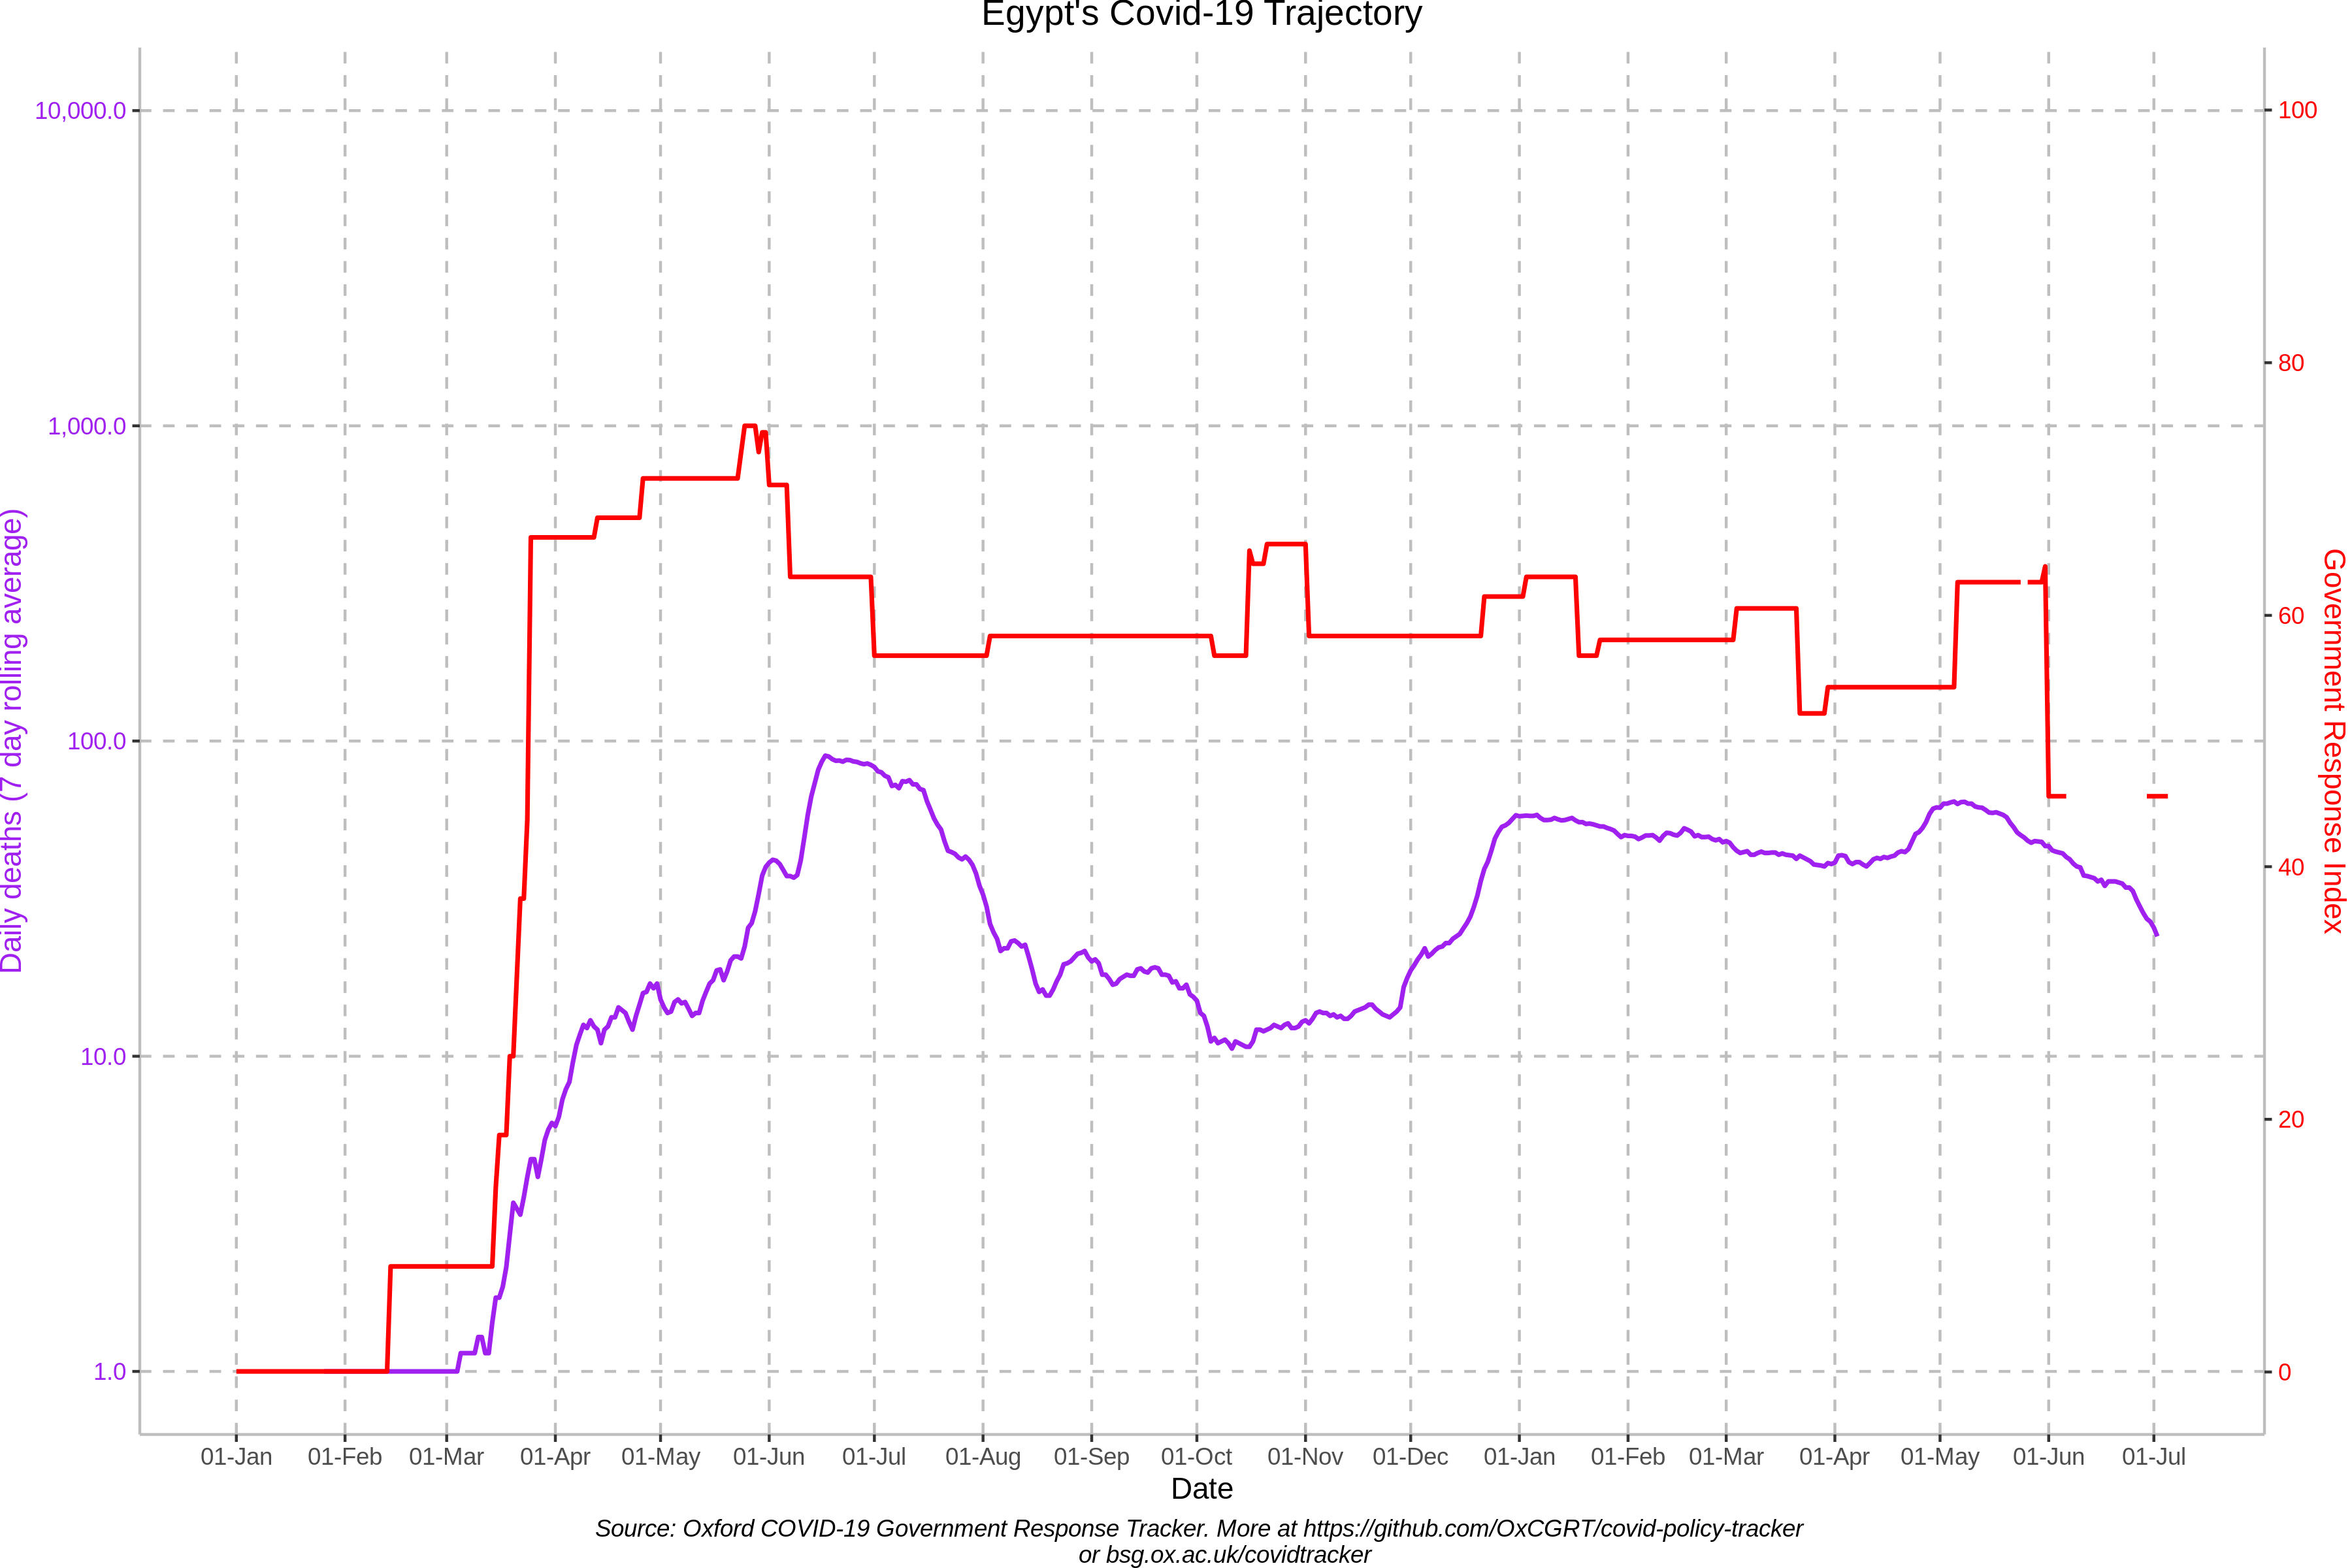 Egypt's Covid-19 Trajectory
10,000.0
1,000.0
100.0
10.0
1.0
Daily deaths (7 day rolling average)
100
80
60
40
20
0
Government Response Index
01-Jan 01-Feb 01-Mar 01-Apr 01-May 01-Jun 01-Jul 01-Aug 01-Sep 01-Oct 01-Nov 01-Dec 01-Jan 01-Feb 01-Mar 01-Apr 01-May 01-Jun 01-Jul
Date
Source: Oxford COVID-19 Government Response Tracker. More at https://github.com/OxCGRT/covid-policy-tracker
or bsg.ox.ac.uk/covidtracker